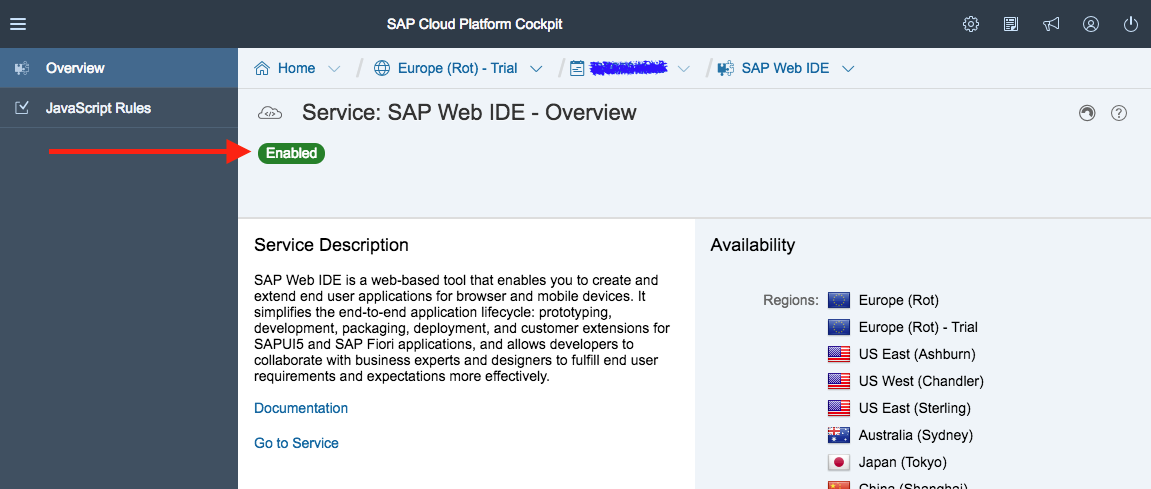 SAP Cloud Platform Cockpit
Overview
JavaScript Rules
Home / Europe (Rot) - Trial / / SAP Web IDE
Service: SAP Web IDE - Overview
Enabled
Service Description
SAP Web IDE is a web-based tool that enables you to create and
extend end user applications for browser and mobile devices. It
simplifies the end-to-end application lifecycle: prototyping,
development, packaging, deployment, and customer extensions for
SAPUI5 and SAP Fiori applications, and allows developers to
collaborate with business experts and designers to fulfill end user
requirements and expectations more effectively.
Documentation
Go to Service
Availability
Regions:
Europe (Rot)
Europe (Rot) - Trial
US East (Ashburn)
US West (Chandler)
US East (Sterling)
Australia (Sydney)
Japan (Tokyo)
China (Shanghai)